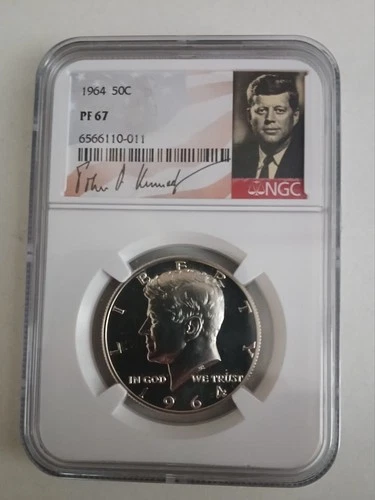 1964 50C
PF 67
6566110-011
John F Kennedy
NGC
LIBERTY
IN GOD WE TRUST
1964